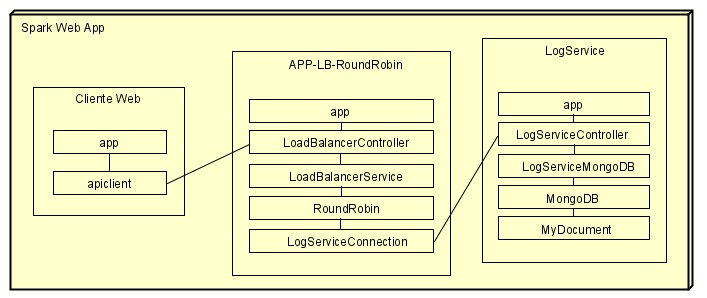 Spark Web App
Cliente Web
app
apiclient
APP-LB-RoundRobin
app
LoadBalancerController
LoadBalancerService
RoundRobin
LogServiceConnection
LogService
app
LogServiceController
LogServiceMongoDB
MongoDB
MyDocument